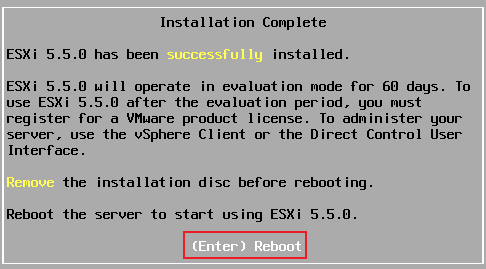 Installation Complete
ESXi 5.5.0 has been successfully installed.
ESXi 5.5.0 will operate in evaluation mode for 60 days. To
use ESXi 5.5.0 after the evaluation period, you must
register for a VMware product license. To administer your
server, use the vSphere Client or the Direct Control User
Interface.
Remove the installation disc before rebooting.
Reboot the server to start using ESXi 5.5.0.
(Enter) Reboot